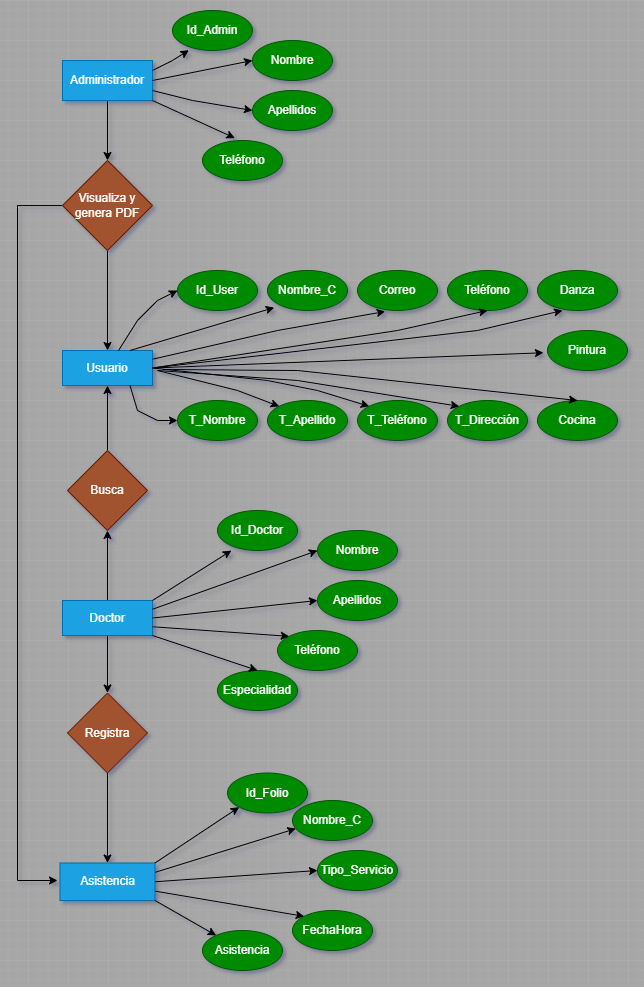 Id_Admin
Nombre
Administrador
Apellidos
Teléfono
Visualiza y
genera PDF
Id_User
Nombre_C
Correo
Teléfono
Danza
Pintura
Usuario
T_Nombre
T_Apellido
T_Teléfono
T_Dirección
Cocina
Busca
Id_Doctor
Nombre
Apellidos
Doctor
Teléfono
Especialidad
Registra
Id_Folio
Nombre_C
Tipo_Servicio
Asistencia
FechaHora
Asistencia